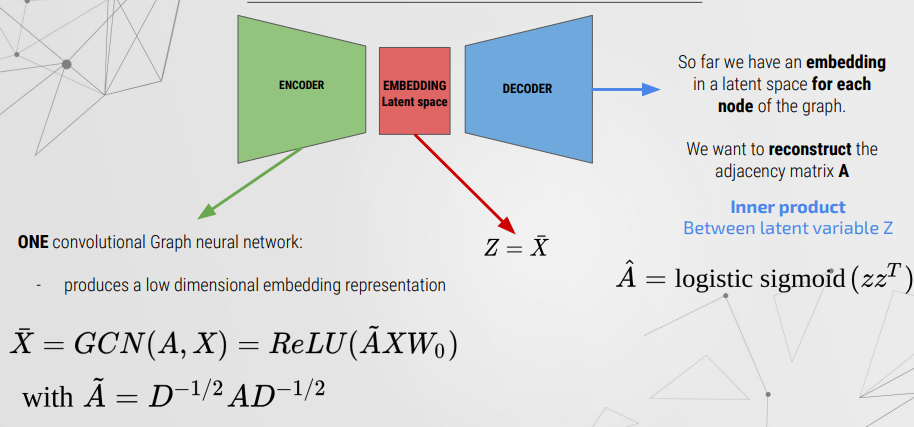 ENCODER
EMBEDDING
Latent space
DECODER
So far we have an embedding
in a latent space for each
node of the graph.
We want to reconstruct the
adjacency matrix A
Inner product
Between latent variable Z
Â = logistic sigmoid (zz^T)
ONE convolutional Graph neural network:
- produces a low dimensional embedding representation
Z = X̄
X̄ = GCN(A, X) = ReLU(ÃXW₀)
with Ã = D^{-1/2} AD^{-1/2}